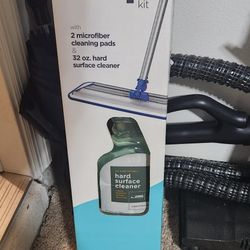 kit
with
2 microfiber
cleaning pads
&
32 oz. hard
surface cleaner
hard
surface
cleaner